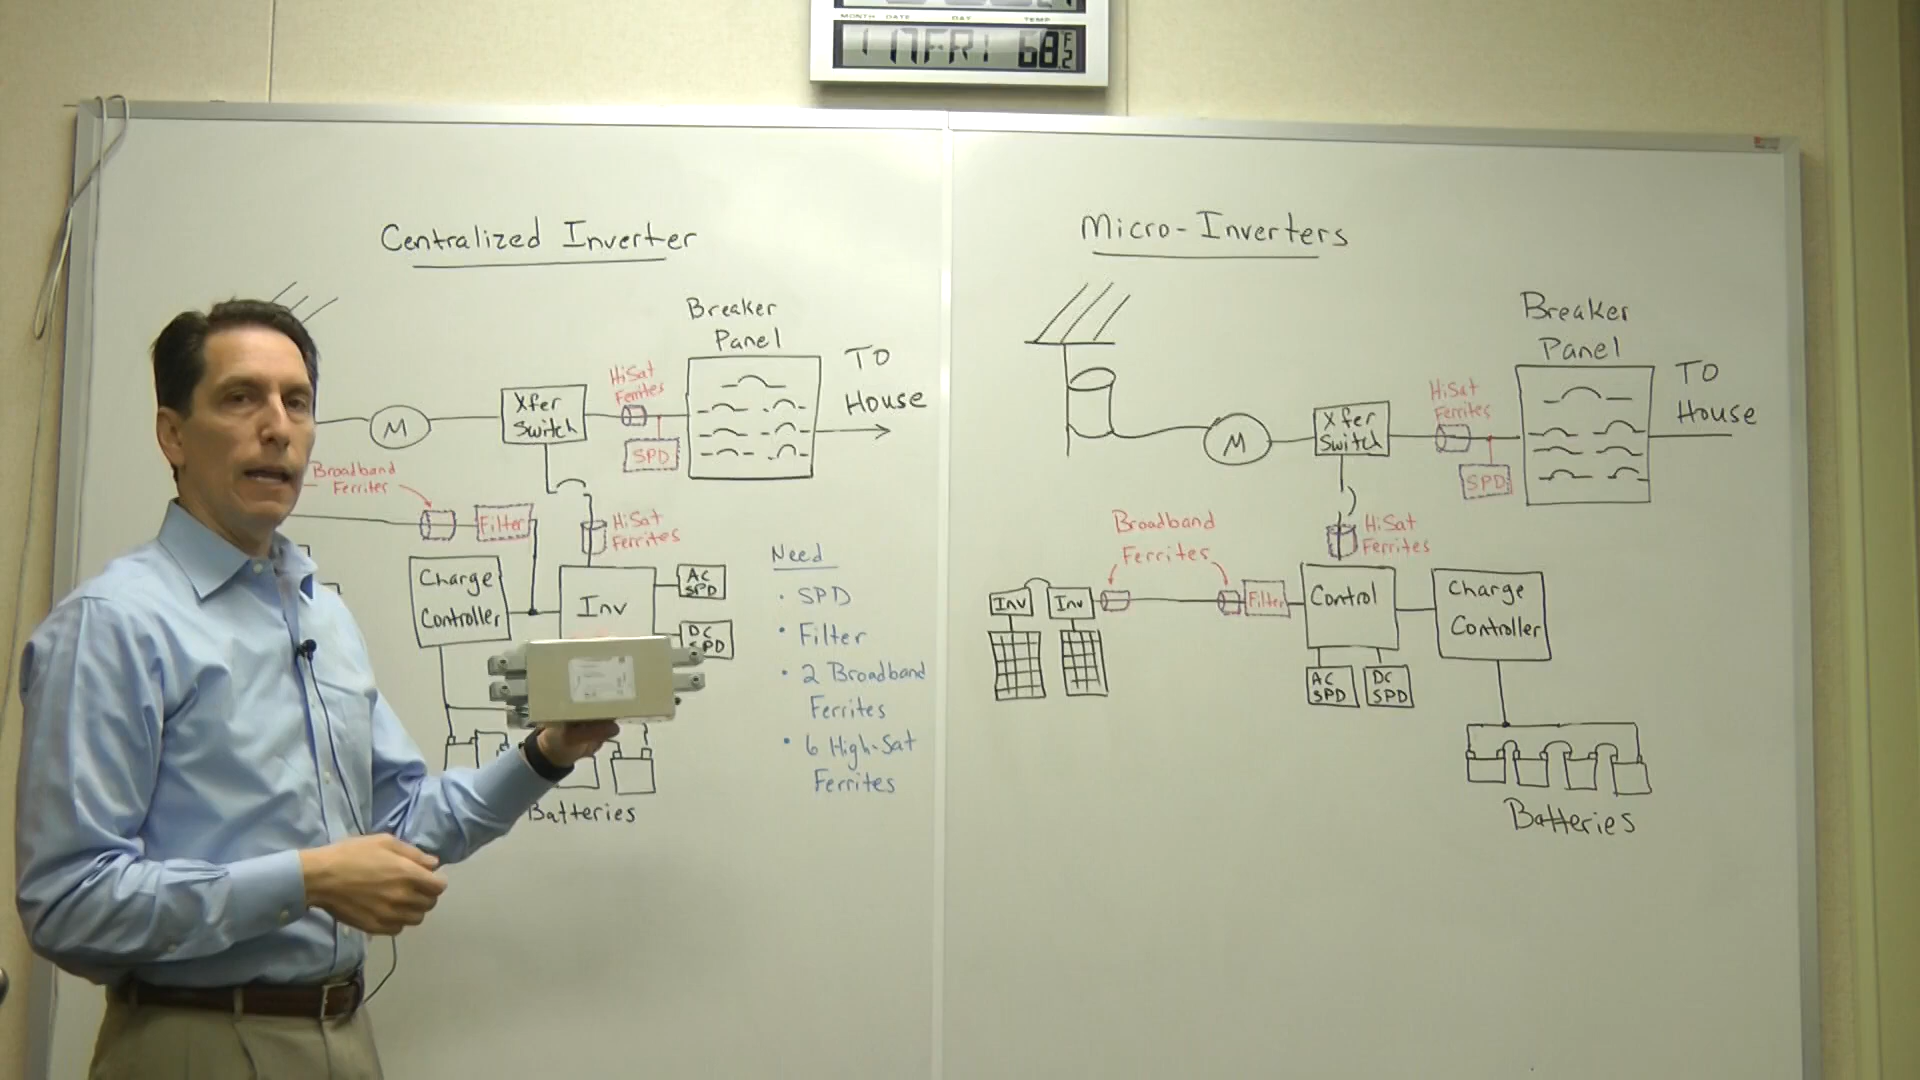 MONTH DATE DAY TEMP
1 17 FRI 68.2 F
Centralized Inverter
Breaker
Panel
TO
House
HiSat
Ferrites
Xfer
Switch
M
SPD
Broadband
Ferrites
Filter
HiSat
Ferrites
Charge
Controller
Inv
AC
SPD
DC
SPD
Batteries
Need
• SPD
• Filter
• 2 Broadband
Ferrites
• 6 High-Sat
Ferrites
Micro-Inverters
Breaker
Panel
TO
House
HiSat
Ferrites
Xfer
Switch
M
SPD
Broadband
Ferrites
HiSat
Ferrites
Inv
Inv
Filter
Control
Charge
Controller
AC
SPD
DC
SPD
Batteries